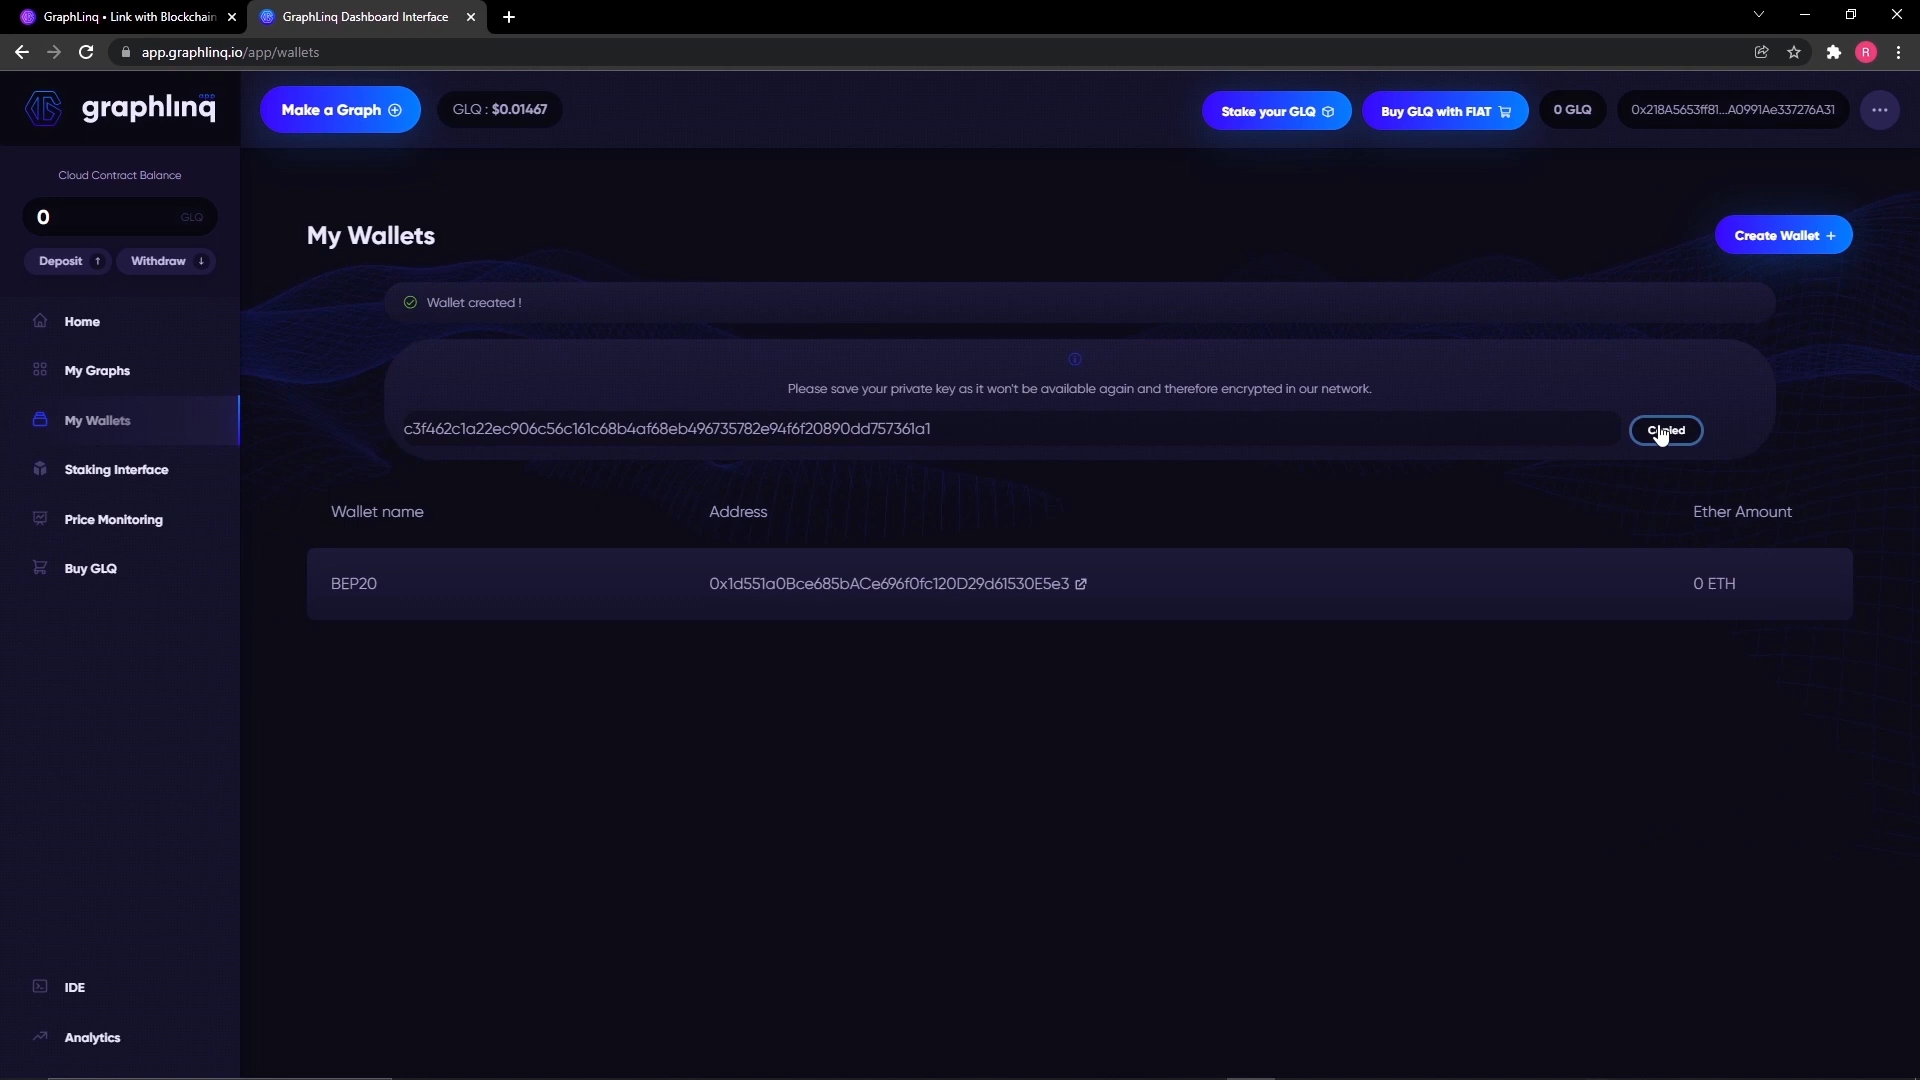 GraphLinq • Link with Blockchain
GraphLinq Dashboard Interface
app.graphlinq.io/app/wallets
R
graphlinq app
Make a Graph
GLQ : $0.01467
Stake your GLQ
Buy GLQ with FIAT
0 GLQ
0x218A5653ff81...A0991Ae337276A31
Cloud Contract Balance
0 GLQ
Deposit ↑
Withdraw ↓
Home
My Graphs
My Wallets
Staking Interface
Price Monitoring
Buy GLQ
IDE
Analytics
My Wallets
Create Wallet +
Wallet created !
Please save your private key as it won't be available again and therefore encrypted in our network.
c3f462c1a22ec906c56c161c68b4af68eb496735782e94f6f20890dd757361a1
Copied
Wallet name
Address
Ether Amount
BEP20
0x1d551a0Bce685bACe696f0fc120D29d61530E5e3
0 ETH